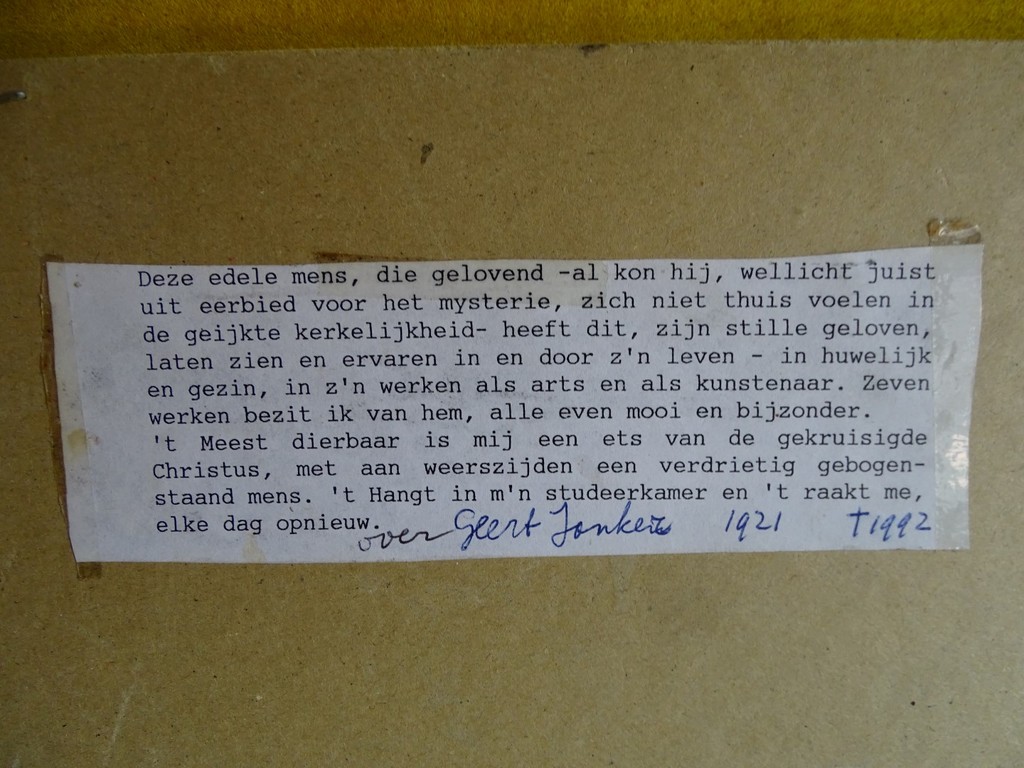 Deze edele mens, die gelovend -al kon hij, wellicht juist
uit eerbied voor het mysterie, zich niet thuis voelen in
de geijkte kerkelijkheid- heeft dit, zijn stille geloven,
laten zien en ervaren in en door z'n leven - in huwelijk
en gezin, in z'n werken als arts en als kunstenaar. Zeven
werken bezit ik van hem, alle even mooi en bijzonder.
't Meest dierbaar is mij een ets van de gekruisigde
Christus, met aan weerszijden een verdrietig gebogen-
staand mens. 't Hangt in m'n studeerkamer en 't raakt me,
elke dag opnieuw. over Geert Jonker 1921 †1992